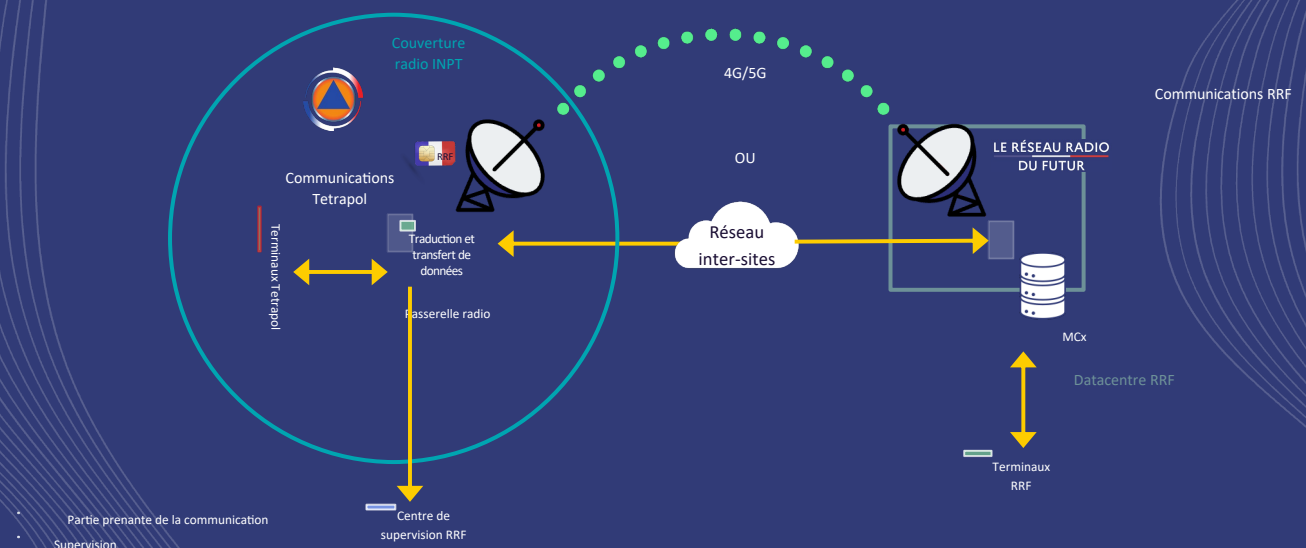 Couverture
radio INPT
4G/5G
Communications RRF
LE RÉSEAU RADIO
DU FUTUR
RRF
OU
Communications
Tetrapol
Terminaux Tetrapol
Traduction et
transfert de
données
Réseau
inter-sites
Passerelle radio
MCx
Datacentre RRF
Terminaux
RRF
Centre de
supervision RRF
Partie prenante de la communication
Supervision